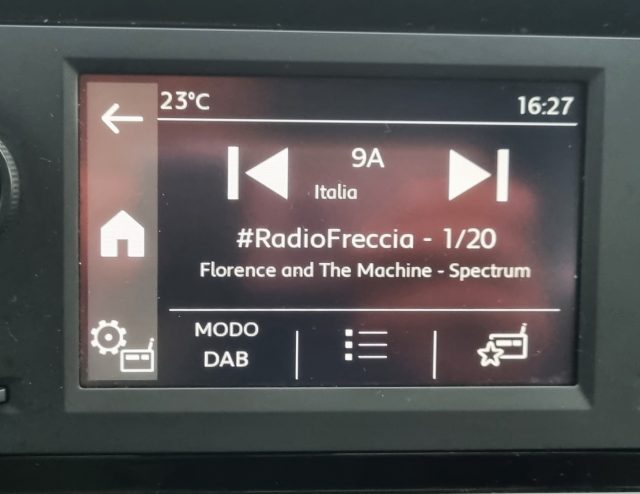 23°C 16:27
9A
Italia
#RadioFreccia - 1/20
Florence and The Machine - Spectrum
MODO
DAB